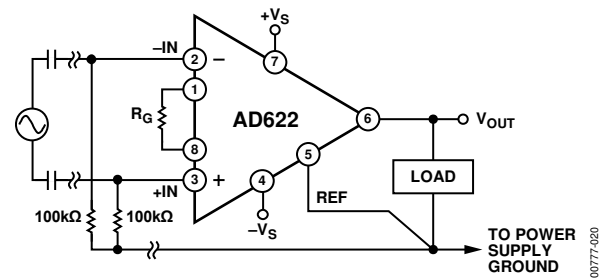 +VS
–IN
2
–
7
1
RG
AD622
6
VOUT
8
5
3
+
+IN
4
REF
LOAD
100kΩ
100kΩ
–VS
TO POWER
SUPPLY
GROUND
00777-020